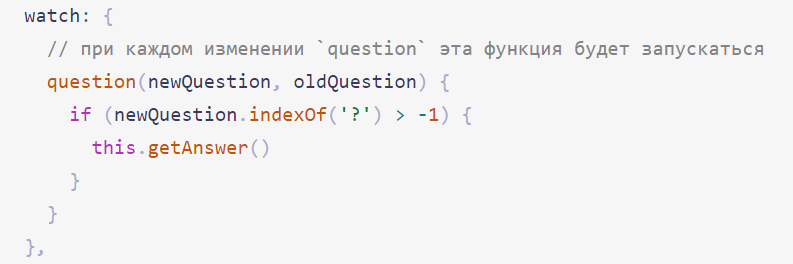 watch: {
// при каждом изменении `question` эта функция будет запускаться
question(newQuestion, oldQuestion) {
if (newQuestion.indexOf('?') > -1) {
this.getAnswer()
}
}
},